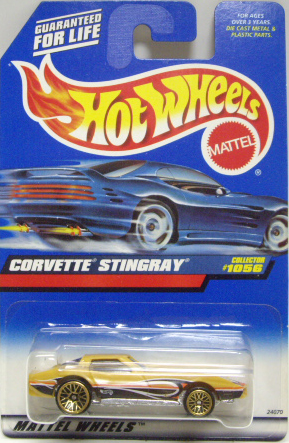 GUARANTEED
FOR LIFE
FOR AGES
OVER 3 YEARS.
DIE CAST METAL &
PLASTIC PARTS.
Hot Wheels
MATTEL
®
CORVETTE® STINGRAY®
COLLECTOR
#1056
24070
MATTEL WHEELS™